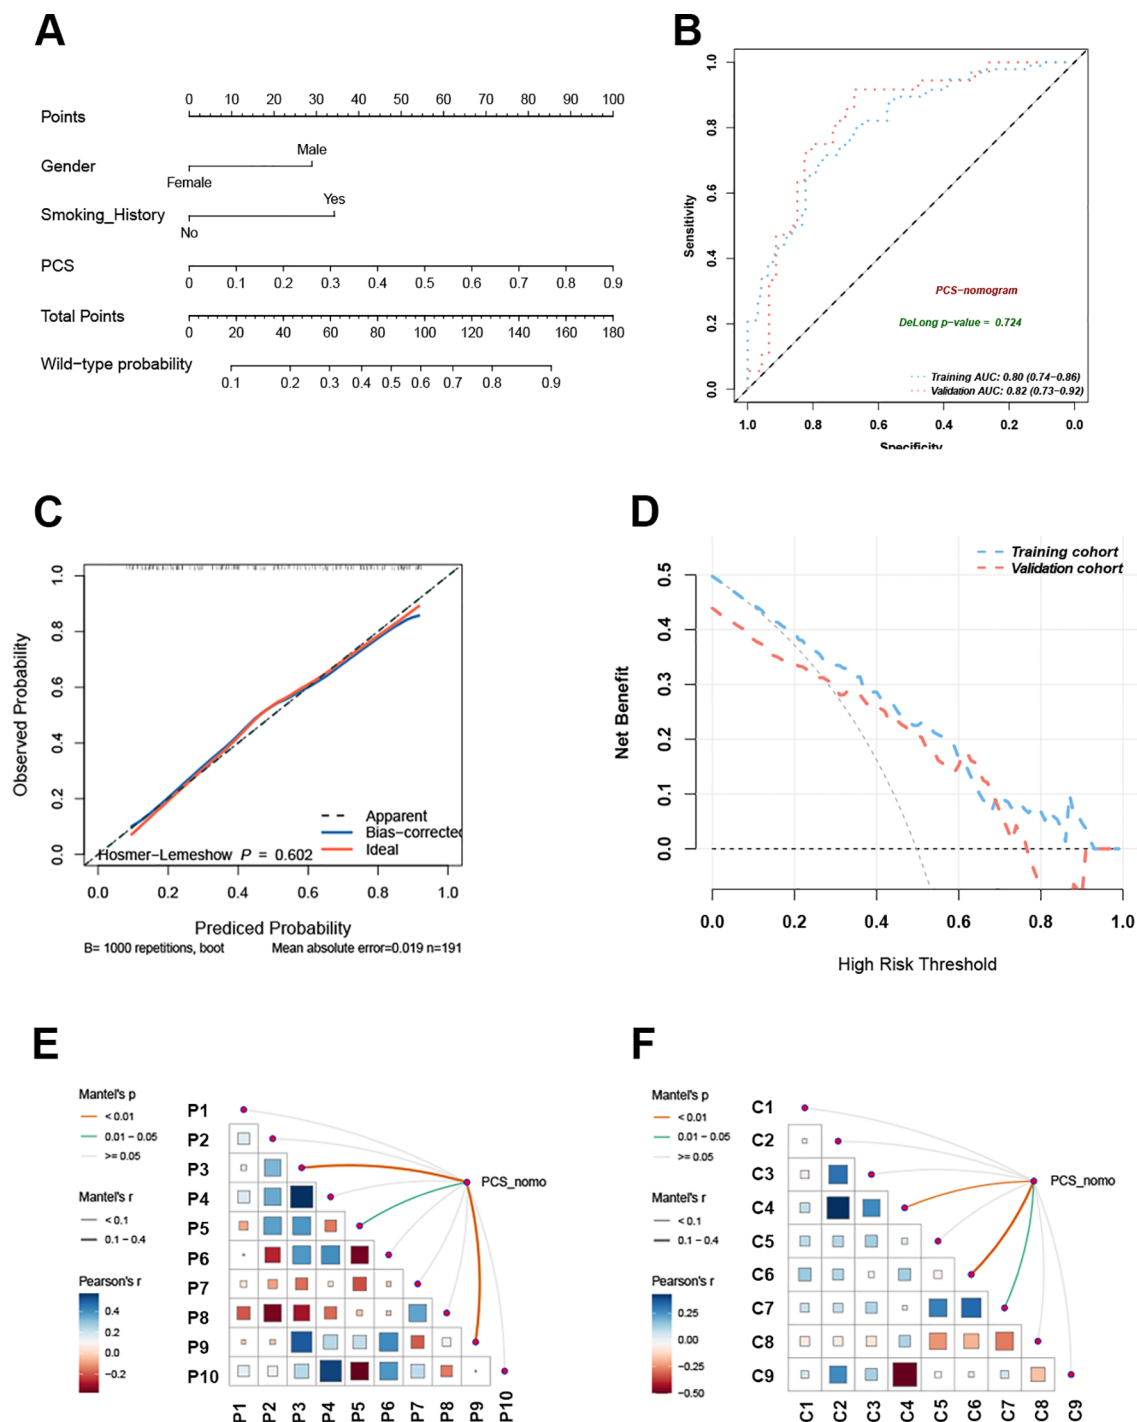 A
Points
0 10 20 30 40 50 60 70 80 90 100
Gender
Male
Female
Smoking_History
Yes
No
PCS
0 0.1 0.2 0.3 0.4 0.5 0.6 0.7 0.8 0.9
Total Points
0 20 40 60 80 100 120 140 160 180
Wild-type probability
0.1 0.2 0.3 0.4 0.5 0.6 0.7 0.8 0.9
B
Sensitivity
1.0
0.8
0.6
0.4
0.2
0.0
PCS-nomogram
DeLong p-value = 0.724
Training AUC: 0.80 (0.74-0.86)
Validation AUC: 0.82 (0.73-0.92)
1.0 0.8 0.6 0.4 0.2 0.0
Specificity
C
Observed Probability
1.0
0.8
0.6
0.4
0.2
0.0
Apparent
Bias-corrected
Ideal
Hosmer-Lemeshow P = 0.602
0.0 0.2 0.4 0.6 0.8 1.0
Prediced Probability
B= 1000 repetitions, boot Mean absolute error=0.019 n=191
D
Training cohort
Validation cohort
Net Benefit
0.5
0.4
0.3
0.2
0.1
0.0
0.0 0.2 0.4 0.6 0.8 1.0
High Risk Threshold
E
Mantel's p
< 0.01
0.01 - 0.05
>= 0.05
Mantel's r
< 0.1
0.1 - 0.4
Pearson's r
0.4
0.2
0.0
-0.2
P1
P2
P3
P4
P5
P6
P7
P8
P9
P10
PCS_nomo
P1 P2 P3 P4 P5 P6 P7 P8 P9 P10
F
Mantel's p
< 0.01
0.01 - 0.05
>= 0.05
Mantel's r
< 0.1
0.1 - 0.4
Pearson's r
0.25
0.00
-0.25
-0.50
C1
C2
C3
C4
C5
C6
C7
C8
C9
PCS_nomo
C1 C2 C3 C4 C5 C6 C7 C8 C9